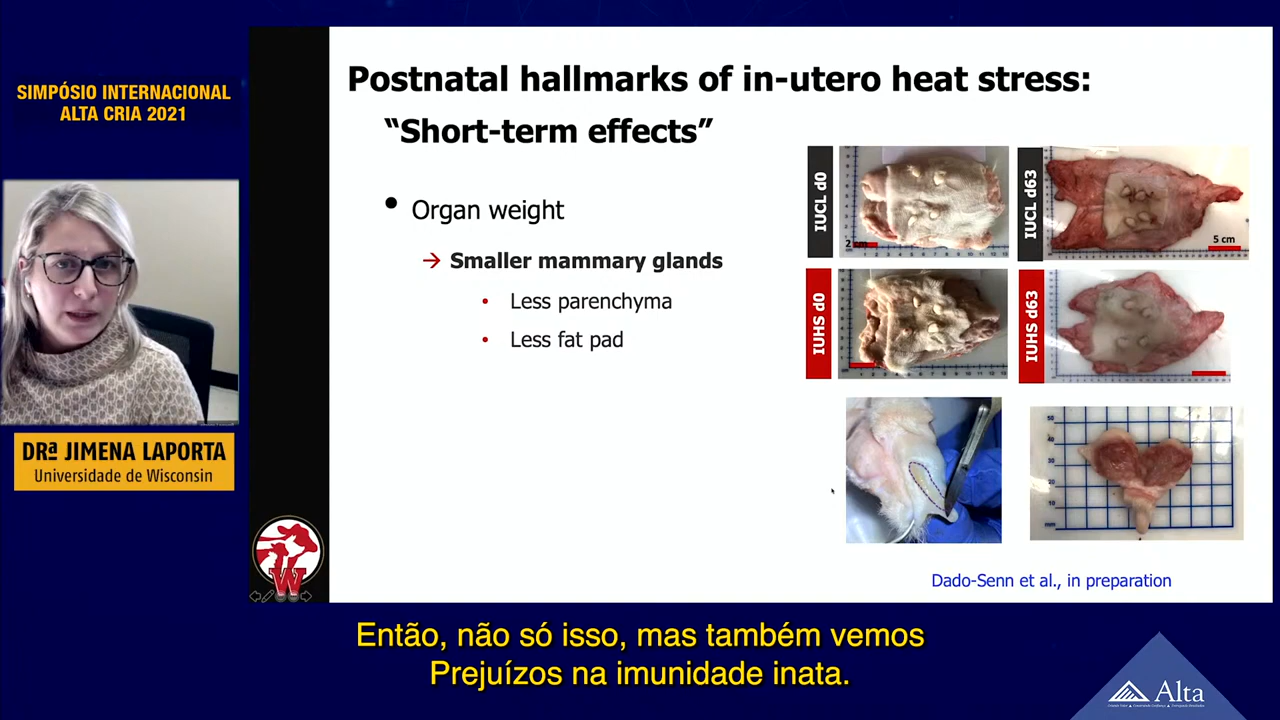 SIMPÓSIO INTERNACIONAL
ALTA CRIA 2021
Postnatal hallmarks of in-utero heat stress:
“Short-term effects”
• Organ weight
→ Smaller mammary glands
• Less parenchyma
• Less fat pad
IUCL d0
2 cm
IUCL d63
5 cm
IUHS d0
IUHS d63
Dado-Senn et al., in preparation
DRª JIMENA LAPORTA
Universidade de Wisconsin
W
Então, não só isso, mas também vemos
Prejuízos na imunidade inata.
Alta